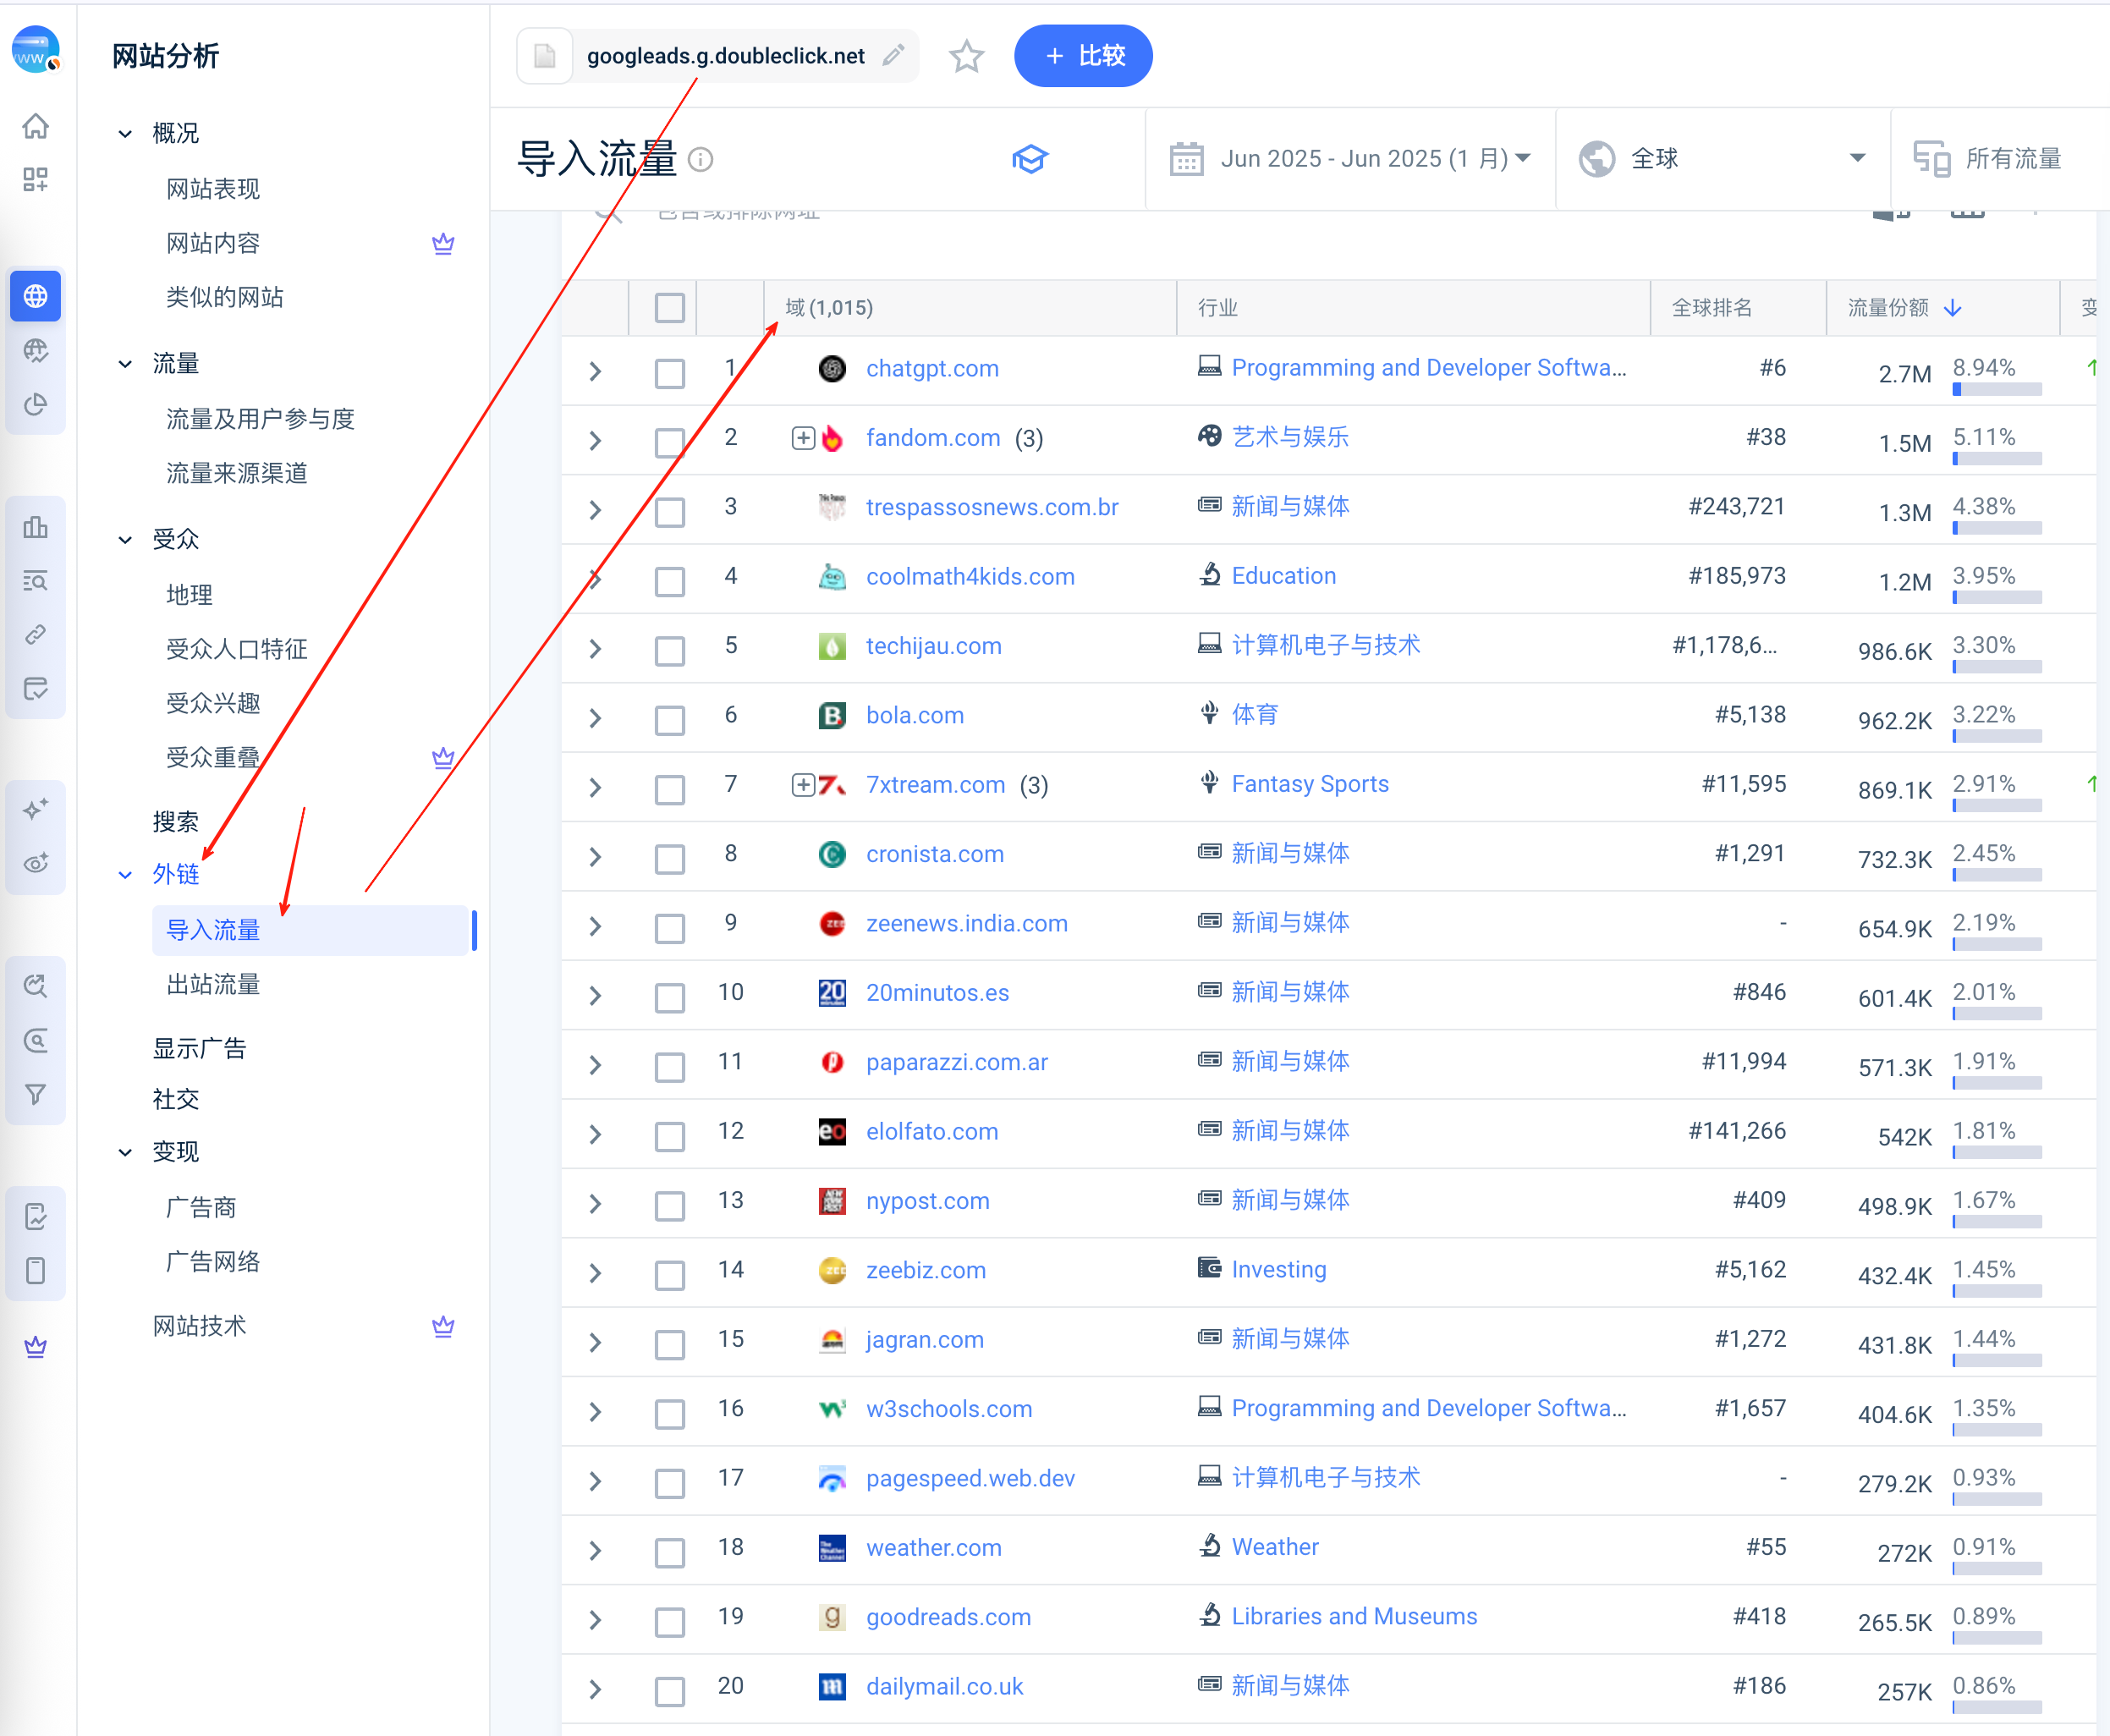 网站分析
概况
网站表现
网站内容
类似的网站
流量
流量及用户参与度
流量来源渠道
受众
地理
受众人口特征
受众兴趣
受众重叠
搜索
外链
导入流量
出站流量
显示广告
社交
变现
广告商
广告网络
网站技术
googleads.g.doubleclick.net
+ 比较
导入流量
Jun 2025 - Jun 2025 (1 月)
全球
所有流量
包含或排除网址
域 (1,015) 行业 全球排名 流量份额 变
1 chatgpt.com Programming and Developer Softwa... #6 2.7M 8.94%
2 fandom.com (3) 艺术与娱乐 #38 1.5M 5.11%
3 trespassosnews.com.br 新闻与媒体 #243,721 1.3M 4.38%
4 coolmath4kids.com Education #185,973 1.2M 3.95%
5 techijau.com 计算机电子与技术 #1,178,6... 986.6K 3.30%
6 bola.com 体育 #5,138 962.2K 3.22%
7 7xtream.com (3) Fantasy Sports #11,595 869.1K 2.91%
8 cronista.com 新闻与媒体 #1,291 732.3K 2.45%
9 zeenews.india.com 新闻与媒体 - 654.9K 2.19%
10 20minutos.es 新闻与媒体 #846 601.4K 2.01%
11 paparazzi.com.ar 新闻与媒体 #11,994 571.3K 1.91%
12 elolfato.com 新闻与媒体 #141,266 542K 1.81%
13 nypost.com 新闻与媒体 #409 498.9K 1.67%
14 zeebiz.com Investing #5,162 432.4K 1.45%
15 jagran.com 新闻与媒体 #1,272 431.8K 1.44%
16 w3schools.com Programming and Developer Softwa... #1,657 404.6K 1.35%
17 pagespeed.web.dev 计算机电子与技术 - 279.2K 0.93%
18 weather.com Weather #55 272K 0.91%
19 goodreads.com Libraries and Museums #418 265.5K 0.89%
20 dailymail.co.uk 新闻与媒体 #186 257K 0.86%